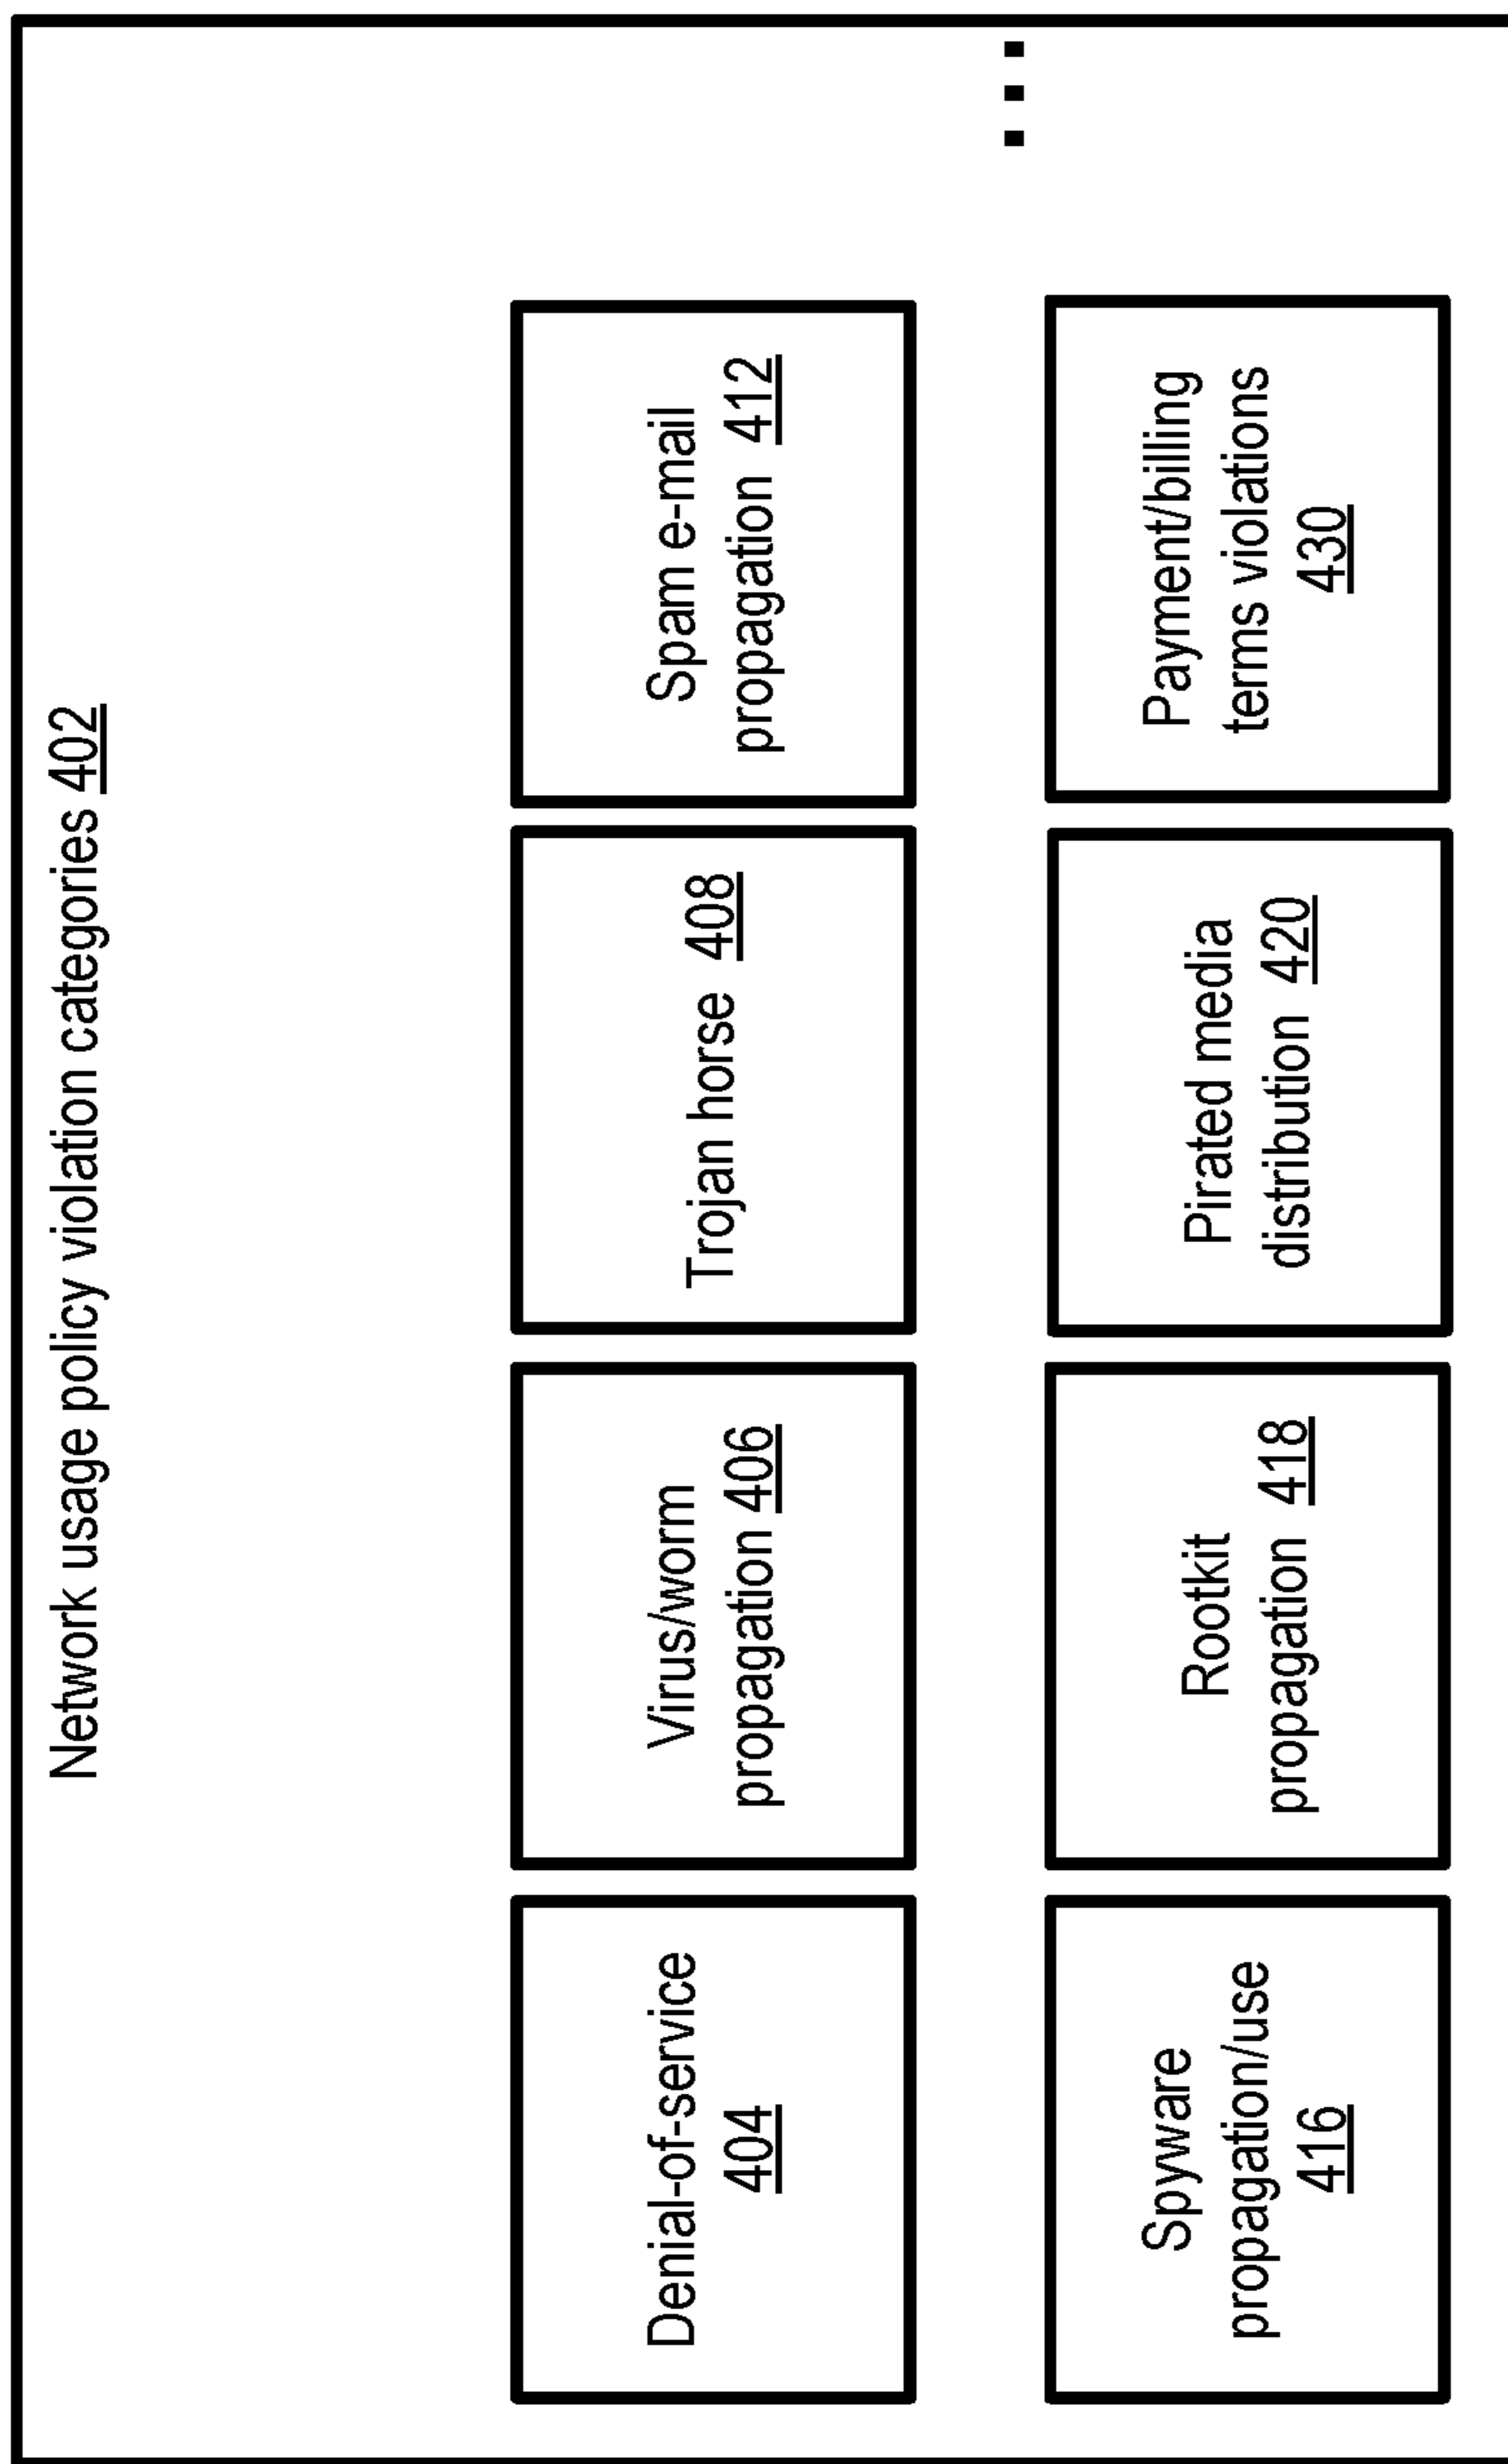 Network usage policy violation categories 402
Denial-of-service
404
Virus/worm
propagation 406
Trojan horse 408
Spam e-mail
propagation 412
Spyware
propagation/use
416
Rootkit
propagation 418
Pirated media
distribution 420
Payment/billing
terms violations
430
...